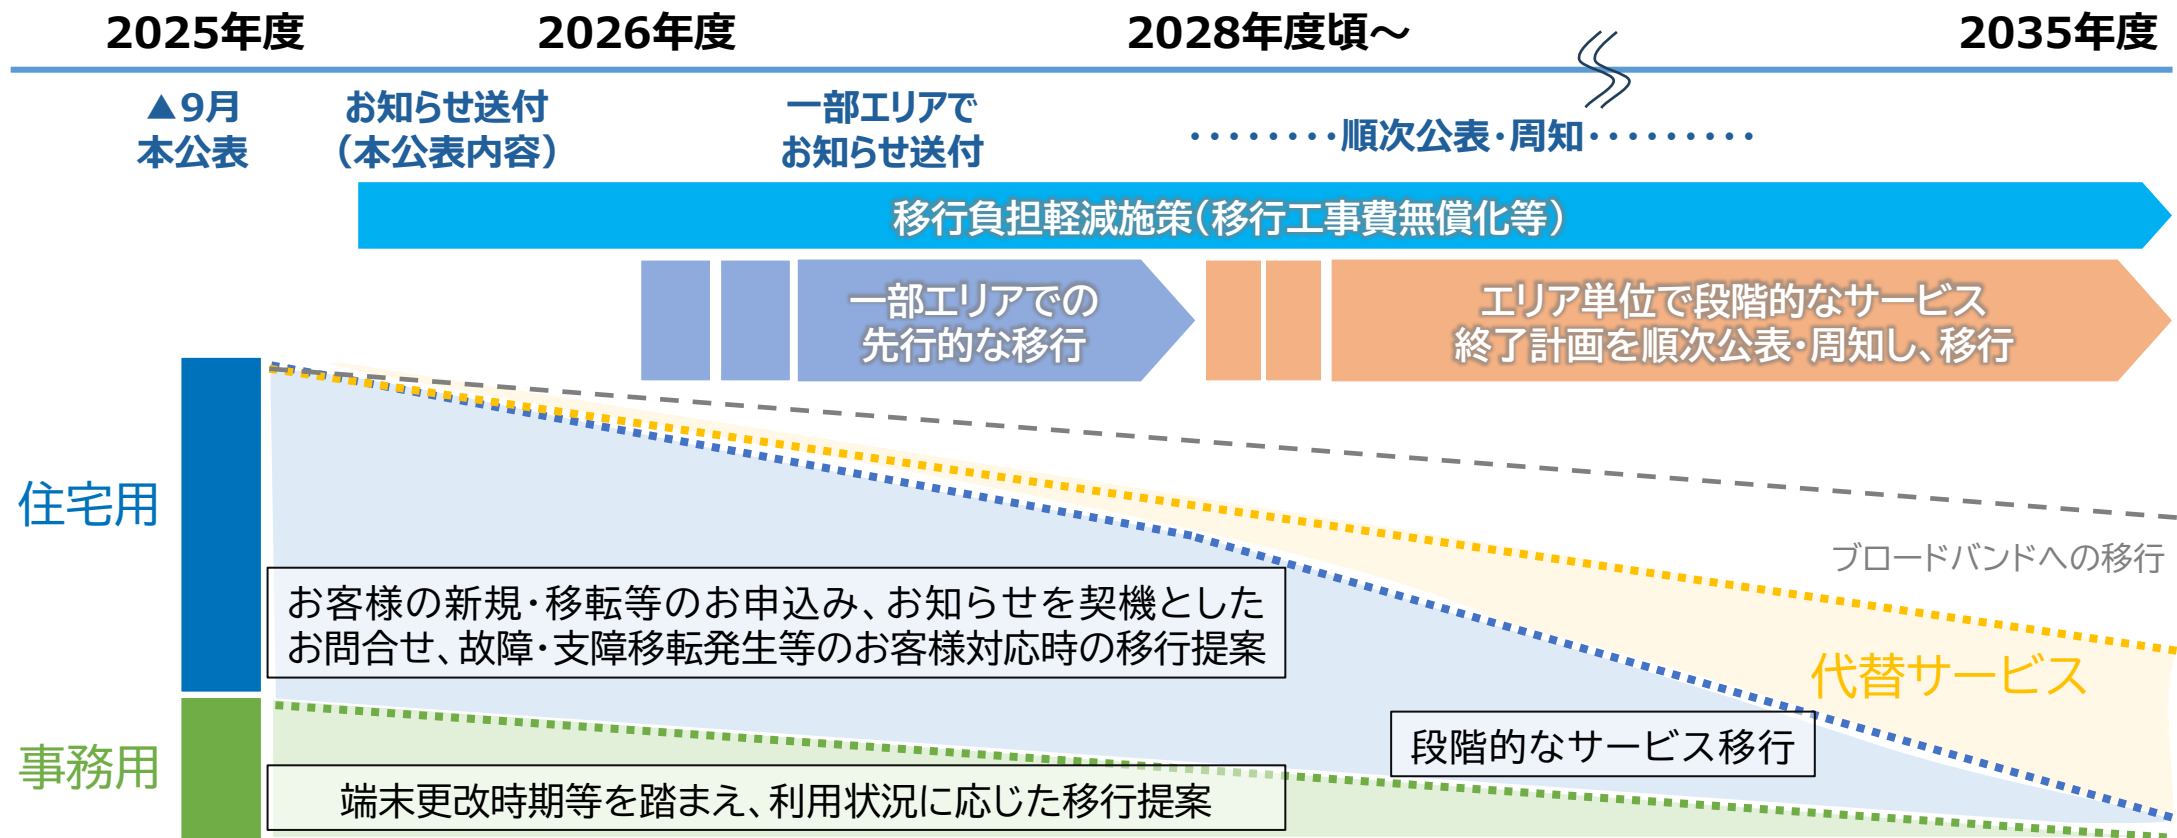 2025年度
2026年度
2028年度頃～
2035年度
▲9月
本公表
お知らせ送付
（本公表内容）
一部エリアで
お知らせ送付
････････順次公表・周知･････････
移行負担軽減施策（移行工事費無償化等）
一部エリアでの
先行的な移行
エリア単位で段階的なサービス
終了計画を順次公表・周知し、移行
住宅用
ブロードバンドへの移行
お客様の新規・移転等のお申込み、お知らせを契機とした
お問合せ、故障・支障移転発生等のお客様対応時の移行提案
代替サービス
段階的なサービス移行
事務用
端末更改時期等を踏まえ、利用状況に応じた移行提案